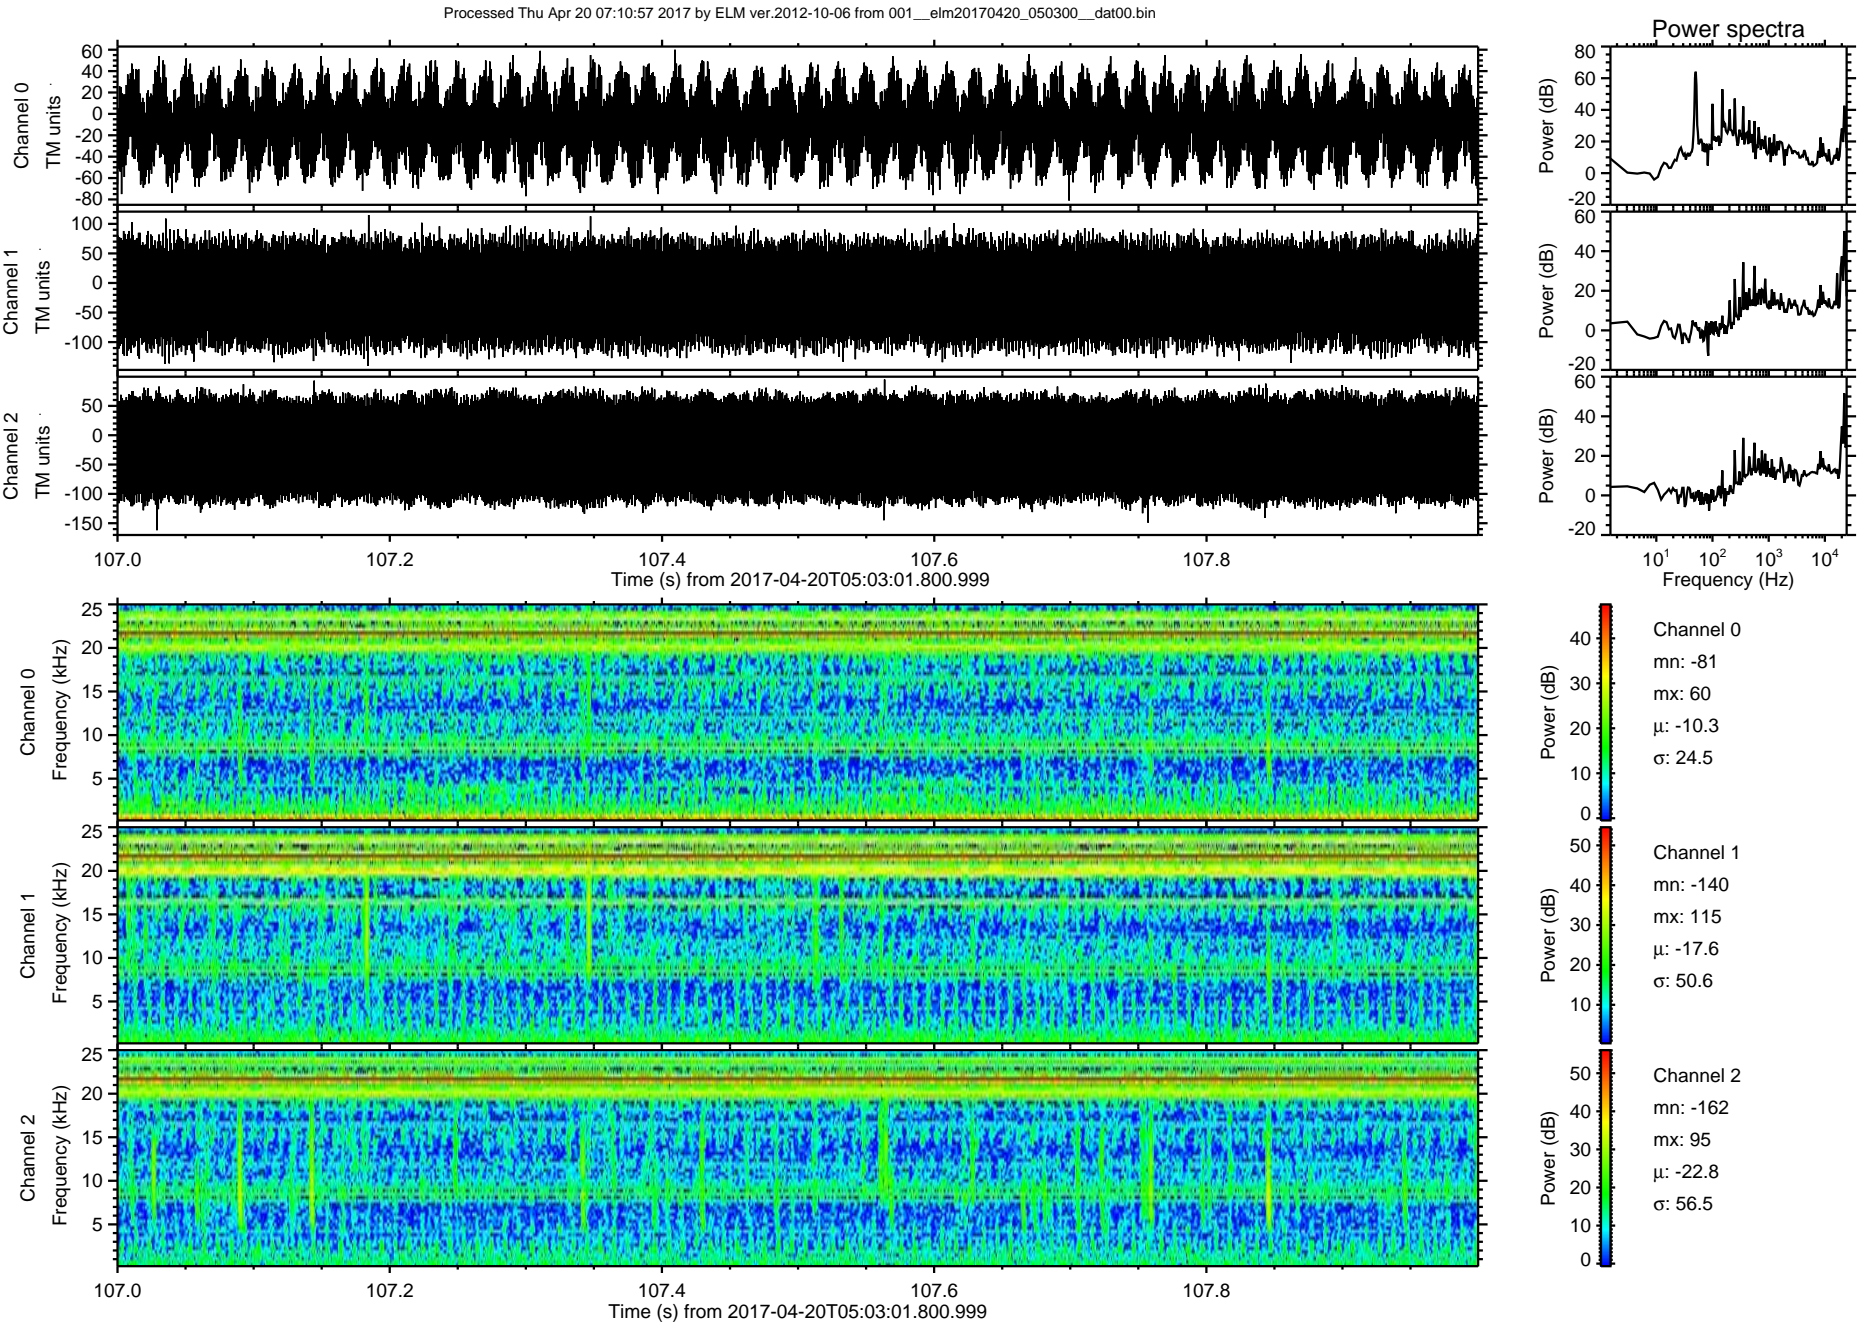 Processed Thu Apr 20 07:10:57 2017 by ELM ver.2012-10-06 from 001__elm20170420_050300__dat00.bin
Power spectra
Channel 0
TM units
60
40
20
0
-20
-40
-60
-80
Power (dB)
80
60
40
20
0
-20
Channel 1
TM units
100
50
0
-50
-100
Power (dB)
60
40
20
0
-20
Channel 2
TM units
50
0
-50
-100
-150
Power (dB)
60
40
20
0
-20
107.0 107.2 107.4 107.6 107.8
Time (s) from 2017-04-20T05:03:01.800.999
10^1 10^2 10^3 10^4
Frequency (Hz)
Channel 0
Frequency (kHz)
25
20
15
10
5
Power (dB)
40
30
20
10
0
Channel 0
mn: -81
mx: 60
μ: -10.3
σ: 24.5
Channel 1
Frequency (kHz)
25
20
15
10
5
Power (dB)
50
40
30
20
10
Channel 1
mn: -140
mx: 115
μ: -17.6
σ: 50.6
Channel 2
Frequency (kHz)
25
20
15
10
5
Power (dB)
50
40
30
20
10
0
Channel 2
mn: -162
mx: 95
μ: -22.8
σ: 56.5
107.0 107.2 107.4 107.6 107.8
Time (s) from 2017-04-20T05:03:01.800.999